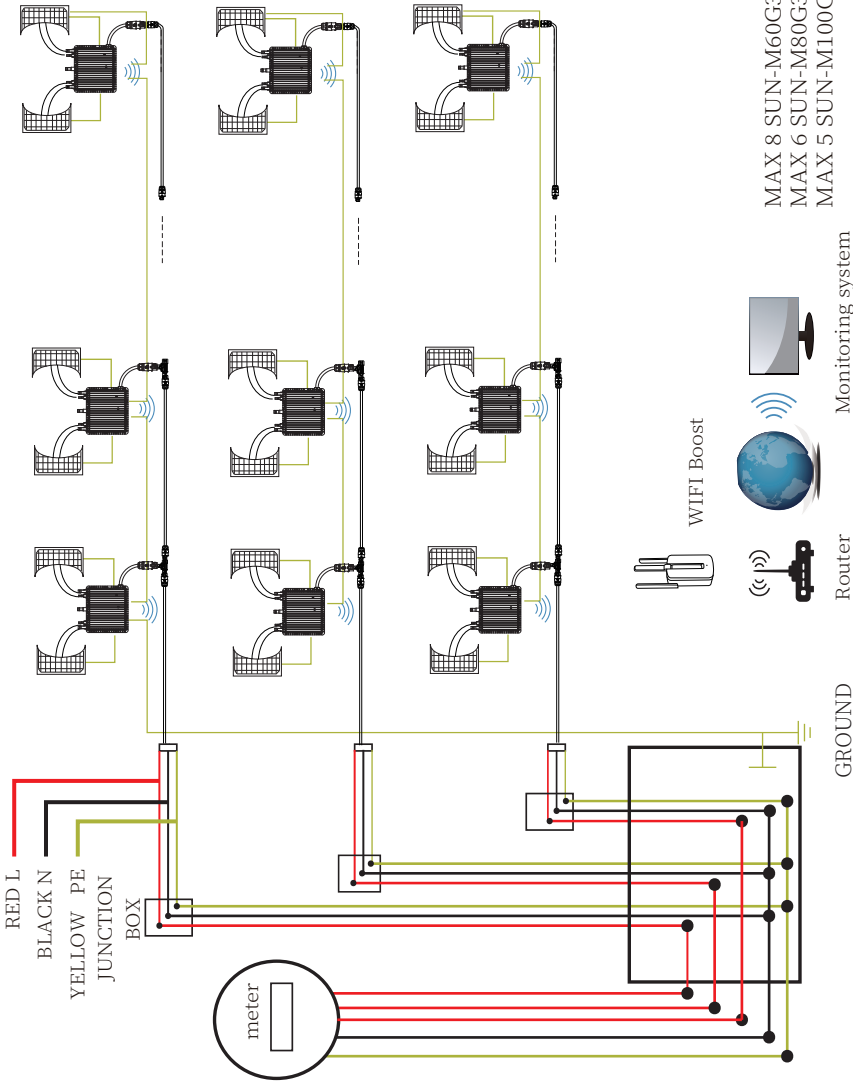 RED L
BLACK N
YELLOW PE
JUNCTION
BOX
meter
GROUND
Router
WIFI Boost
Monitoring system
MAX 8 SUN-M60G3
MAX 6 SUN-M80G3
MAX 5 SUN-M100G